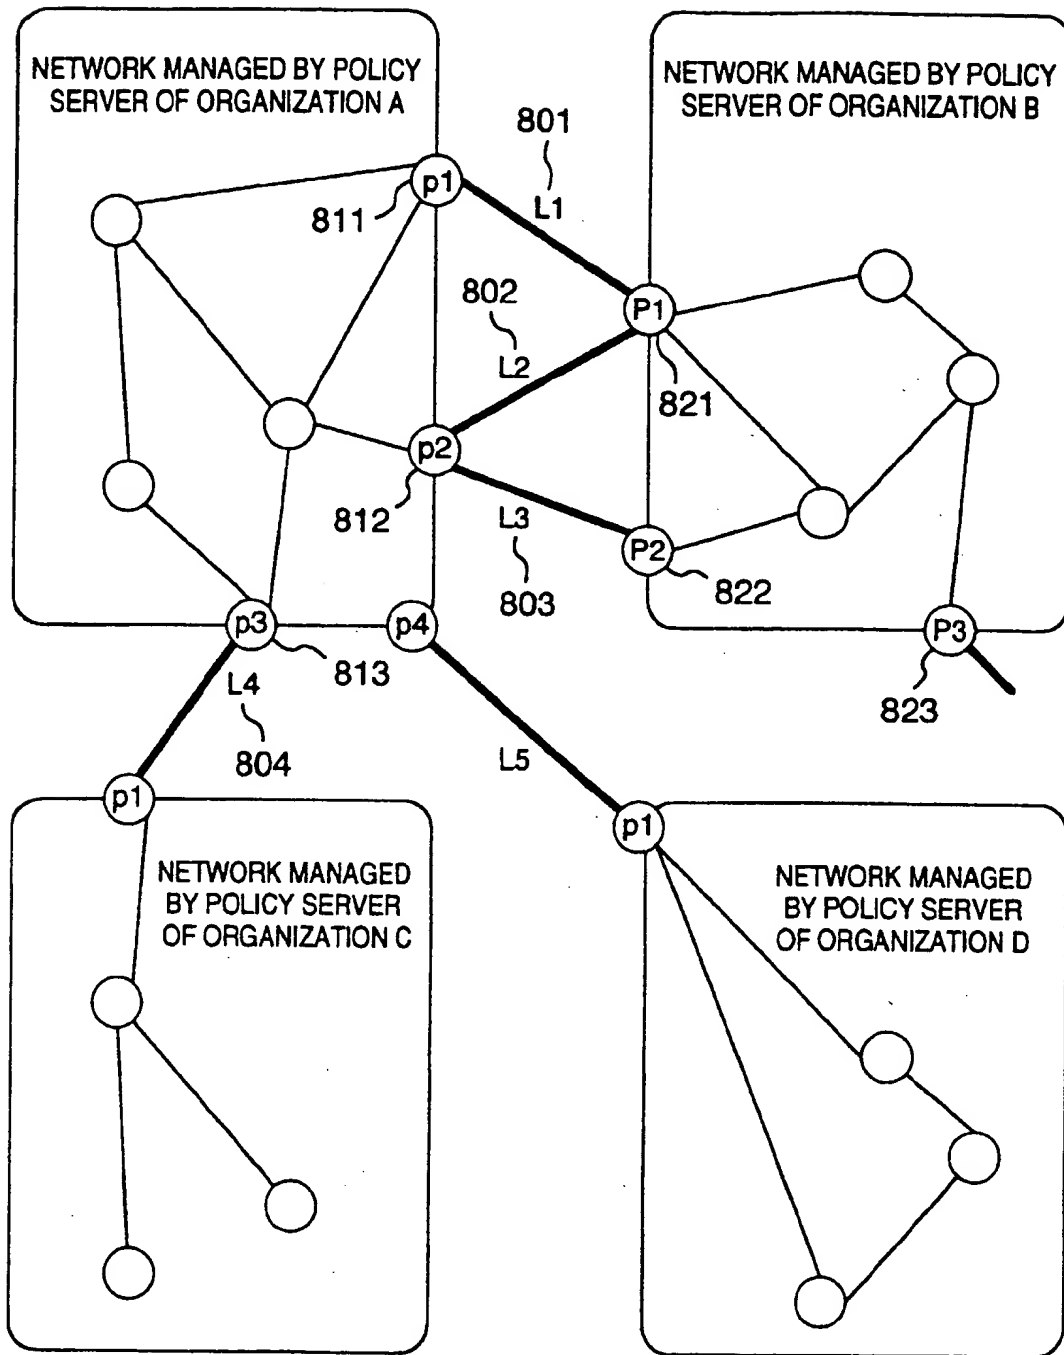 NETWORK MANAGED BY POLICY
SERVER OF ORGANIZATION A
NETWORK MANAGED BY POLICY
SERVER OF ORGANIZATION B
801
p1
L1
811
802
P1
L2
821
p2
812
L3
P2
803
822
p3
p4
P3
813
L4
823
804
L5
p1
p1
NETWORK MANAGED
BY POLICY SERVER
OF ORGANIZATION C
NETWORK MANAGED
BY POLICY SERVER
OF ORGANIZATION D